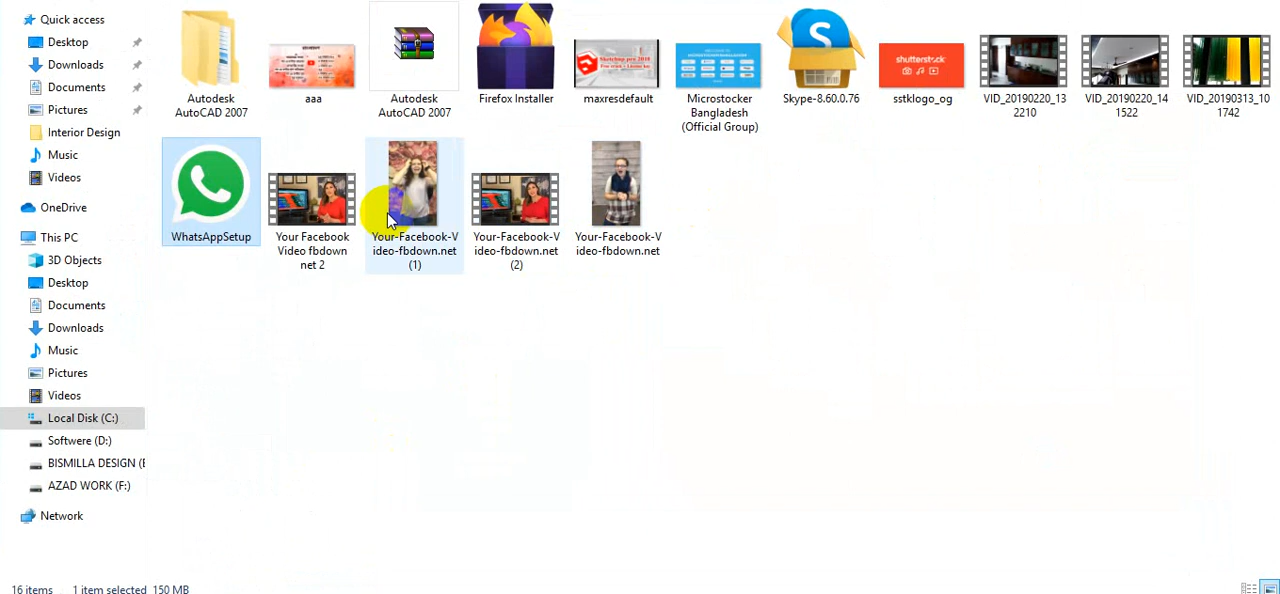 Quick access
Desktop
Downloads
Documents
Pictures
Interior Design
Music
Videos
OneDrive
This PC
3D Objects
Desktop
Documents
Downloads
Music
Pictures
Videos
Local Disk (C:)
Softwere (D:)
BISMILLA DESIGN (E
AZAD WORK (F:)
Network
Autodesk
AutoCAD 2007
aaa
Autodesk
AutoCAD 2007
Firefox Installer
maxresdefault
Microstocker
Bangladesh
(Official Group)
Skype-8.60.0.76
shutterstock
sstklogo_og
VID_20190220_13
2210
VID_20190220_14
1522
VID_20190313_10
1742
WhatsAppSetup
Your Facebook
Video fbdown
net 2
Your-Facebook-V
ideo-fbdown.net
(1)
Your-Facebook-V
ideo-fbdown.net
(2)
Your-Facebook-V
ideo-fbdown.net
16 items
1 item selected 150 MB